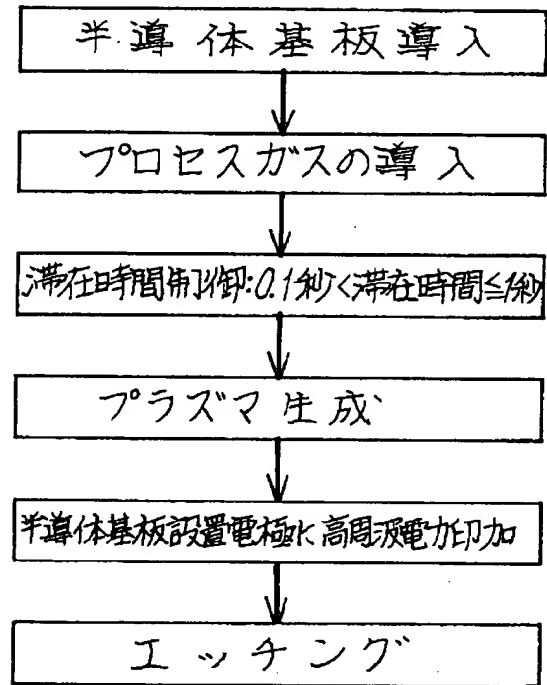 半導体基板導入
プロセスガスの導入
滞在時間制御:0.1秒<滞在時間≦1秒
プラズマ生成
半導体基板設置電極に高周波電力印加
エッチング